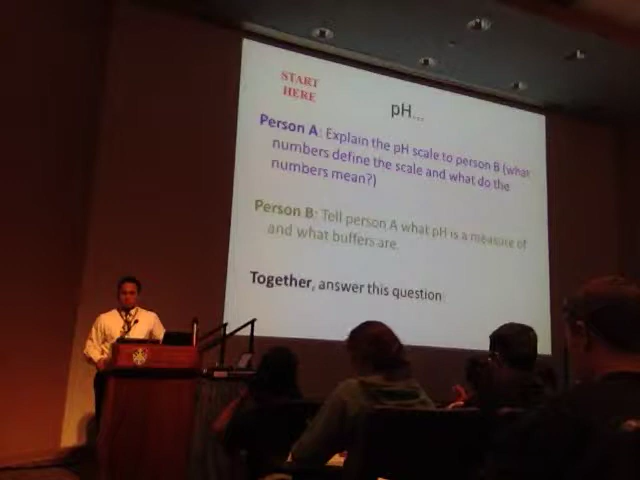 START
HERE
pH...
Person A: Explain the pH scale to person B (what
numbers define the scale and what do the
numbers mean?)
Person B: Tell person A what pH is a measure of
and what buffers are.
Together, answer this question